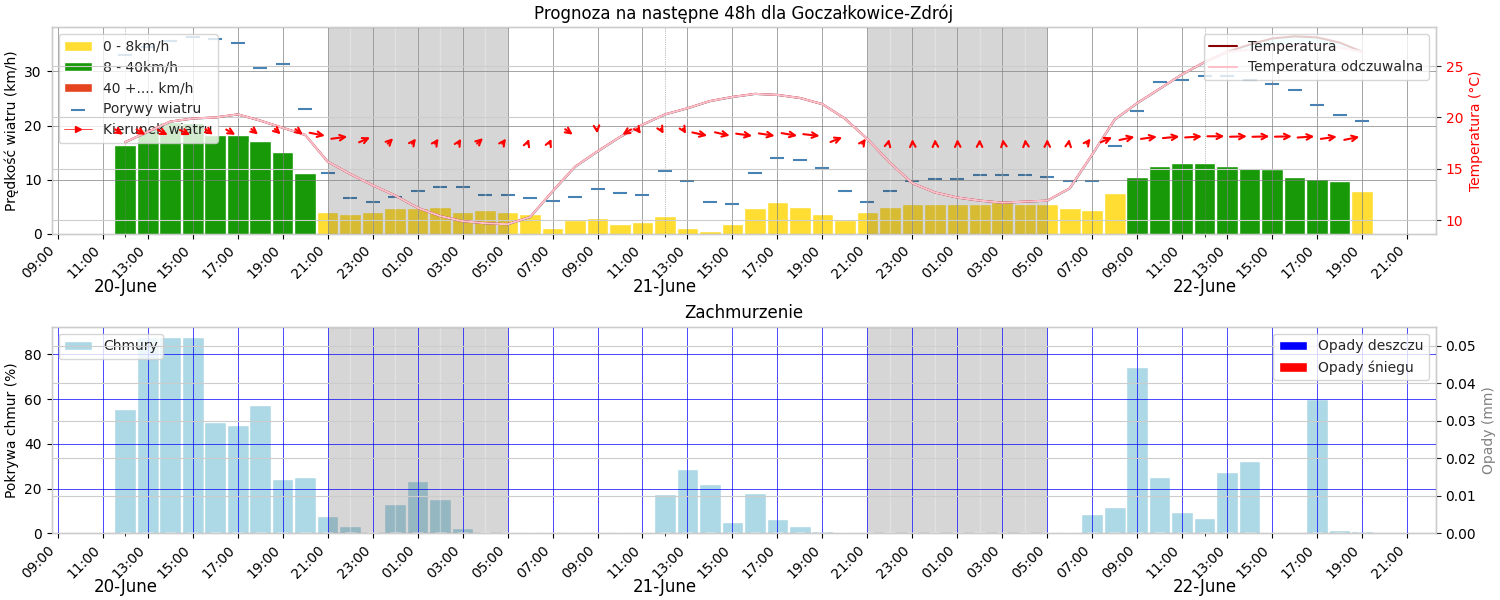 Prognoza na następne 48h dla Goczałkowice-Zdrój
Prędkość wiatru (km/h)
30
20
10
0
0 - 8km/h
8 - 40km/h
40 +.... km/h
Porywy wiatru
Kierunek wiatru
Temperatura
Temperatura odczuwalna
25
20
15
10
Temperatura (°C)
09:00 11:00 13:00 15:00 17:00 19:00 21:00 23:00 01:00 03:00 05:00 07:00 09:00 11:00 13:00 15:00 17:00 19:00 21:00 23:00 01:00 03:00 05:00 07:00 09:00 11:00 13:00 15:00 17:00 19:00 21:00
20-June 21-June 22-June
Zachmurzenie
Pokrywa chmur (%)
80
60
40
20
0
Chmury
Opady deszczu
Opady śniegu
0.05
0.04
0.03
0.02
0.01
0.00
Opady (mm)
09:00 11:00 13:00 15:00 17:00 19:00 21:00 23:00 01:00 03:00 05:00 07:00 09:00 11:00 13:00 15:00 17:00 19:00 21:00 23:00 01:00 03:00 05:00 07:00 09:00 11:00 13:00 15:00 17:00 19:00 21:00
20-June 21-June 22-June